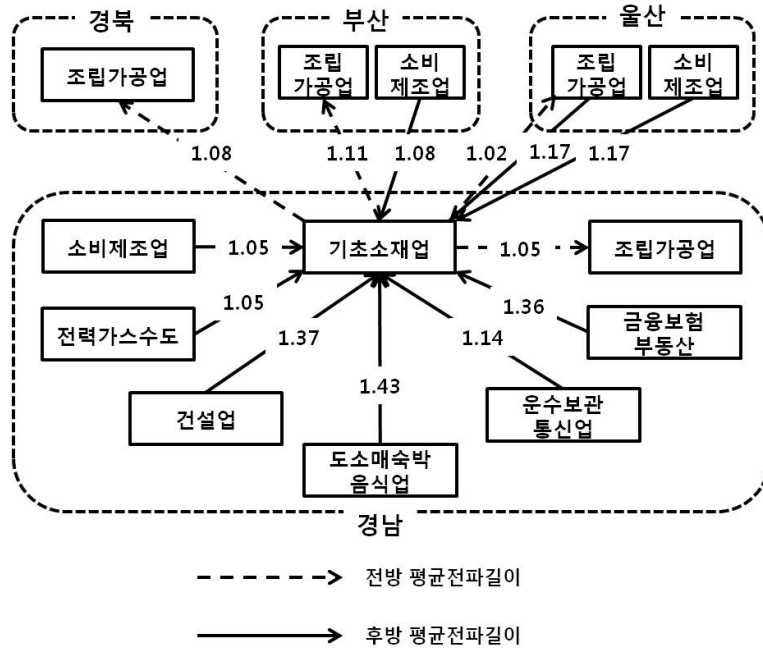 경북
부산
울산
조립가공업
조립
가공업
소비
제조업
조립
가공업
소비
제조업
1.08
1.11
1.08
1.02
1.17
1.17
소비제조업
1.05
기초소재업
1.05
조립가공업
전력가스수도
1.05
1.37
1.43
1.14
1.36
금융보험
부동산
건설업
도소매숙박
음식업
운수보관
통신업
경남
전방 평균전파길이
후방 평균전파길이